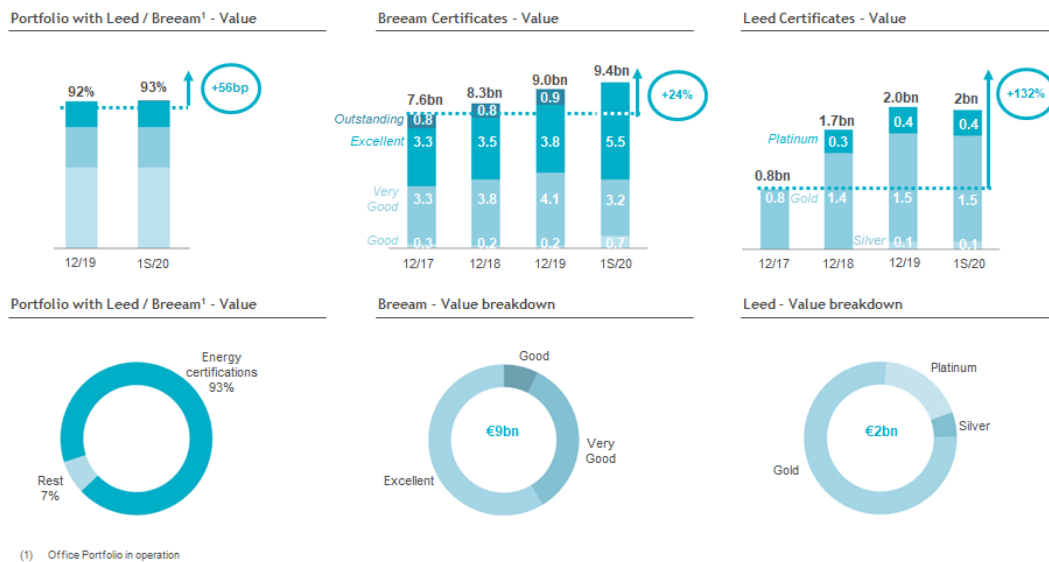 Portfolio with Leed / Breeam¹ - Value
92%
93%
+56bp
12/19
1S/20
Breeam Certificates - Value
7.6bn
8.3bn
9.0bn
9.4bn
+24%
Outstanding
0.8
0.8
0.9
Excellent
3.3
3.5
3.8
5.5
Very
Good
3.3
3.8
4.1
3.2
Good
0.3
0.2
0.2
0.7
12/17
12/18
12/19
1S/20
Leed Certificates - Value
0.8bn
1.7bn
2.0bn
2bn
+132%
Platinum
0.3
0.4
0.4
0.8
Gold
1.4
1.5
1.5
Silver
0.1
0.1
12/17
12/18
12/19
1S/20
Portfolio with Leed / Breeam¹ - Value
Energy
certifications
93%
Rest
7%
Breeam - Value breakdown
Good
€9bn
Very
Good
Excellent
Leed - Value breakdown
Platinum
€2bn
Silver
Gold
(1) Office Portfolio in operation